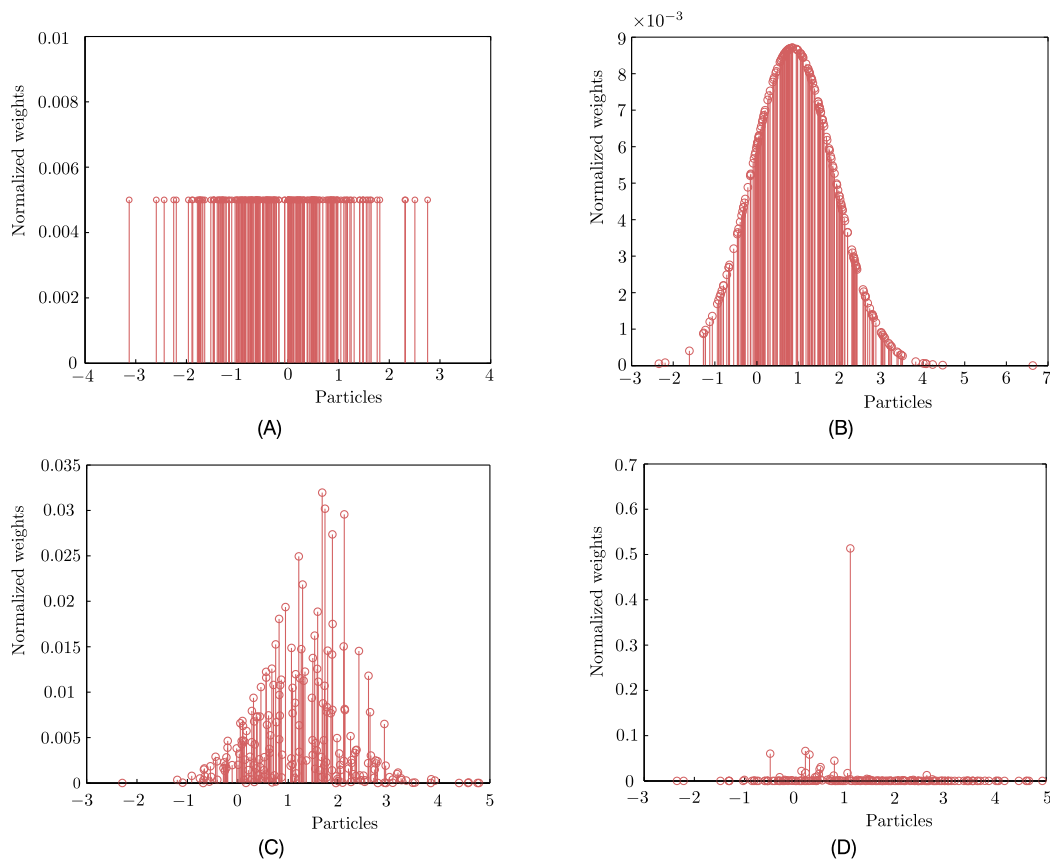 0.01
0.008
0.006
0.004
0.002
0
−4 −3 −2 −1 0 1 2 3 4
Normalized weights
Particles
(A)
×10⁻³
9
8
7
6
5
4
3
2
1
0
−3 −2 −1 0 1 2 3 4 5 6 7
Normalized weights
Particles
(B)
0.035
0.03
0.025
0.02
0.015
0.01
0.005
0
−3 −2 −1 0 1 2 3 4 5
Normalized weights
Particles
(C)
0.7
0.6
0.5
0.4
0.3
0.2
0.1
0
−3 −2 −1 0 1 2 3 4 5
Normalized weights
Particles
(D)